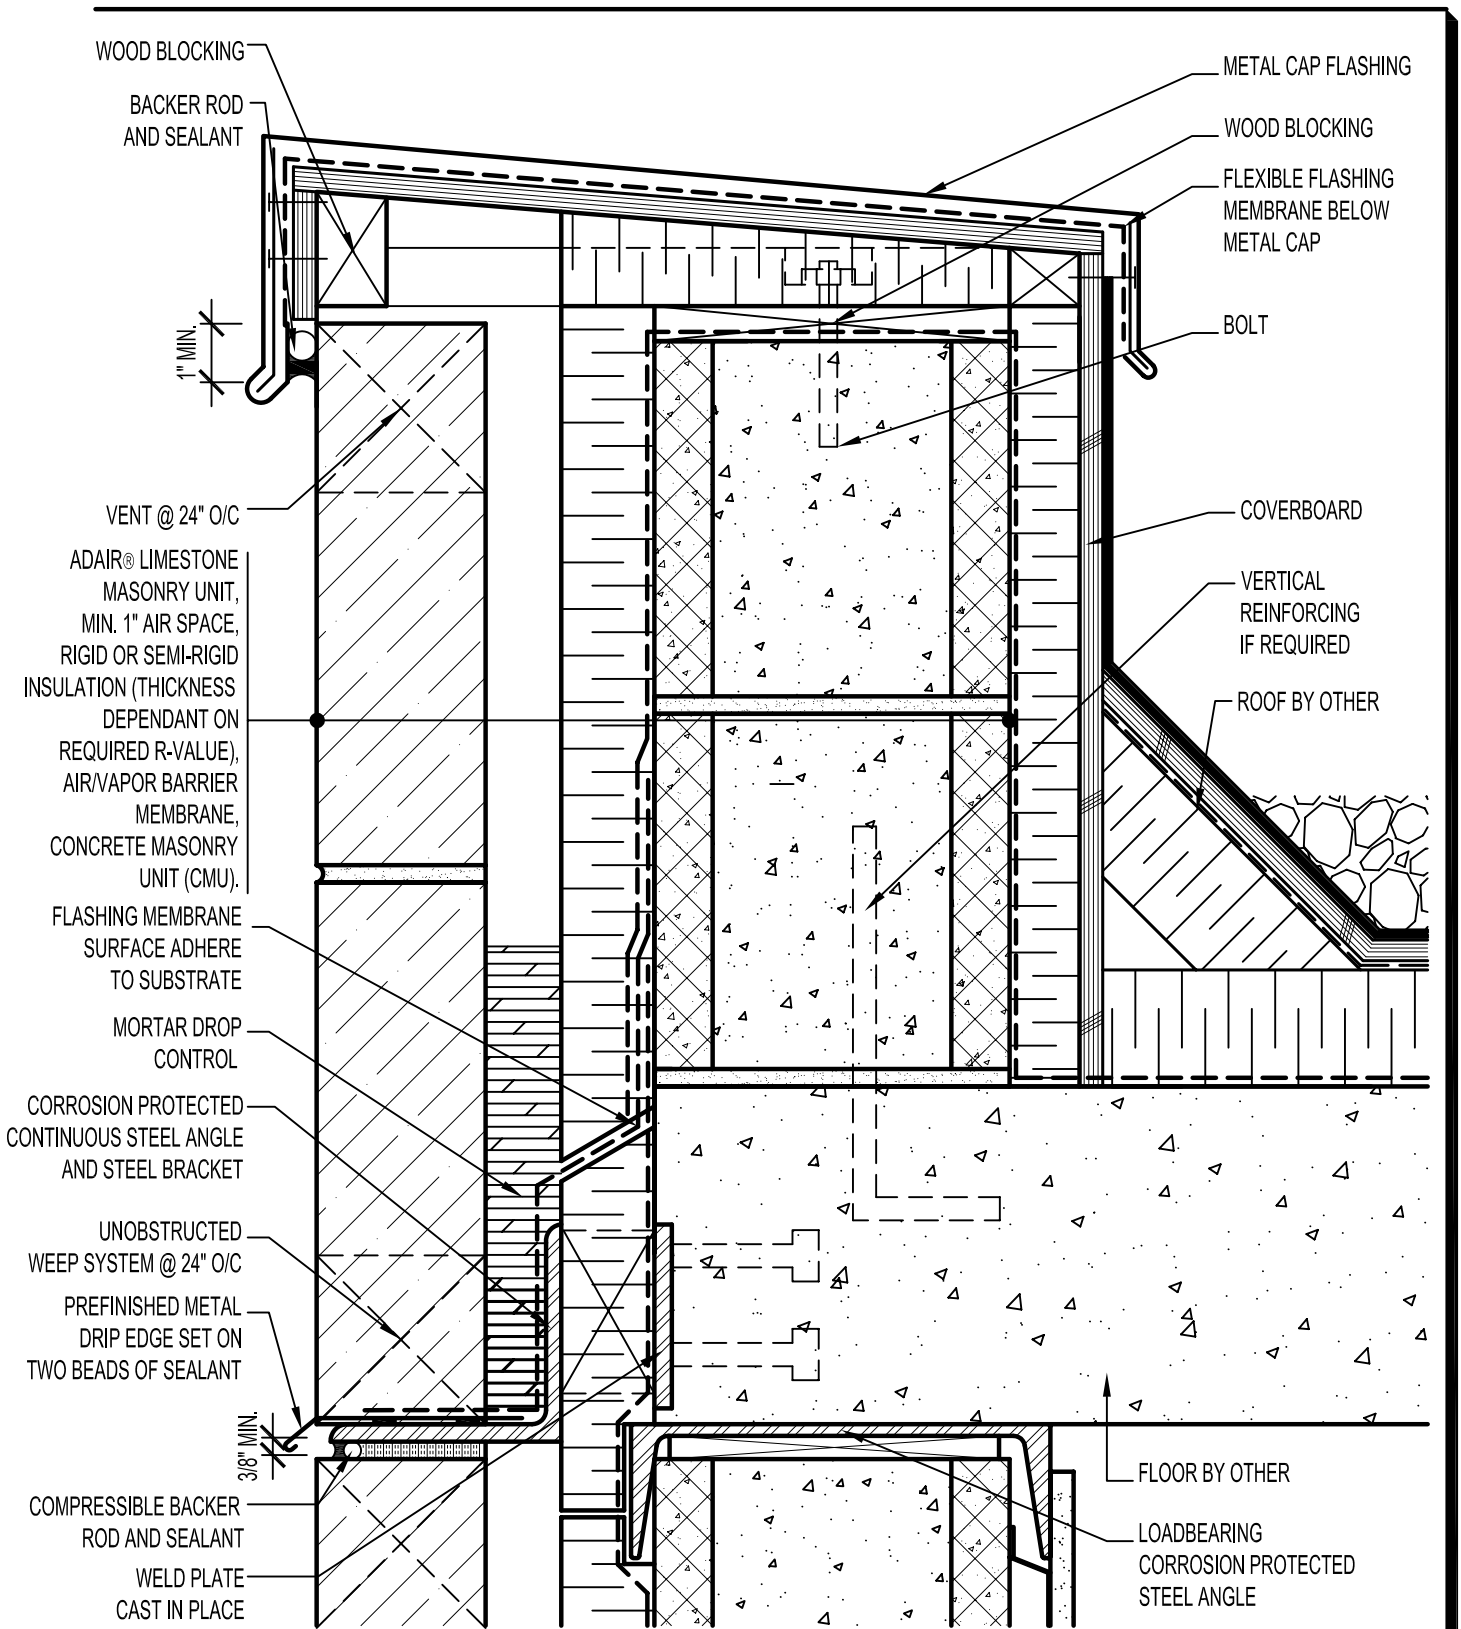 WOOD BLOCKING
BACKER ROD
AND SEALANT
1" MIN.
VENT @ 24" O/C
ADAIR® LIMESTONE
MASONRY UNIT,
MIN. 1" AIR SPACE,
RIGID OR SEMI-RIGID
INSULATION (THICKNESS
DEPENDANT ON
REQUIRED R-VALUE),
AIR/VAPOR BARRIER
MEMBRANE,
CONCRETE MASONRY
UNIT (CMU).
FLASHING MEMBRANE
SURFACE ADHERE
TO SUBSTRATE
MORTAR DROP
CONTROL
CORROSION PROTECTED
CONTINUOUS STEEL ANGLE
AND STEEL BRACKET
UNOBSTRUCTED
WEEP SYSTEM @ 24" O/C
PREFINISHED METAL
DRIP EDGE SET ON
TWO BEADS OF SEALANT
3/8" MIN.
COMPRESSIBLE BACKER
ROD AND SEALANT
WELD PLATE
CAST IN PLACE
METAL CAP FLASHING
WOOD BLOCKING
FLEXIBLE FLASHING
MEMBRANE BELOW
METAL CAP
BOLT
COVERBOARD
VERTICAL
REINFORCING
IF REQUIRED
ROOF BY OTHER
FLOOR BY OTHER
LOADBEARING
CORROSION PROTECTED
STEEL ANGLE